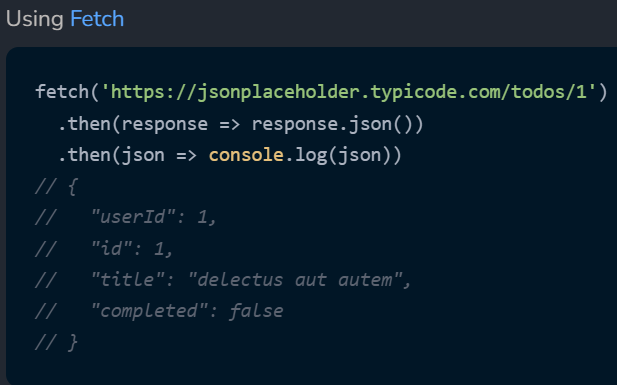 Using Fetch
fetch('https://jsonplaceholder.typicode.com/todos/1')
  .then(response => response.json())
  .then(json => console.log(json))
// {
//   "userId": 1,
//   "id": 1,
//   "title": "delectus aut autem",
//   "completed": false
// }